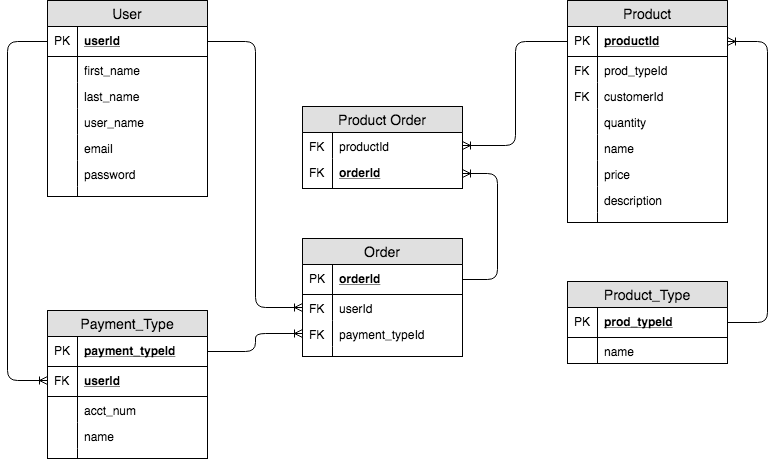 User
PK userId
first_name
last_name
user_name
email
password
Product
PK productId
FK prod_typeId
FK customerId
quantity
name
price
description
Product Order
FK productId
FK orderId
Order
PK orderId
FK userId
FK payment_typeId
Payment_Type
PK payment_typeId
FK userId
acct_num
name
Product_Type
PK prod_typeId
name